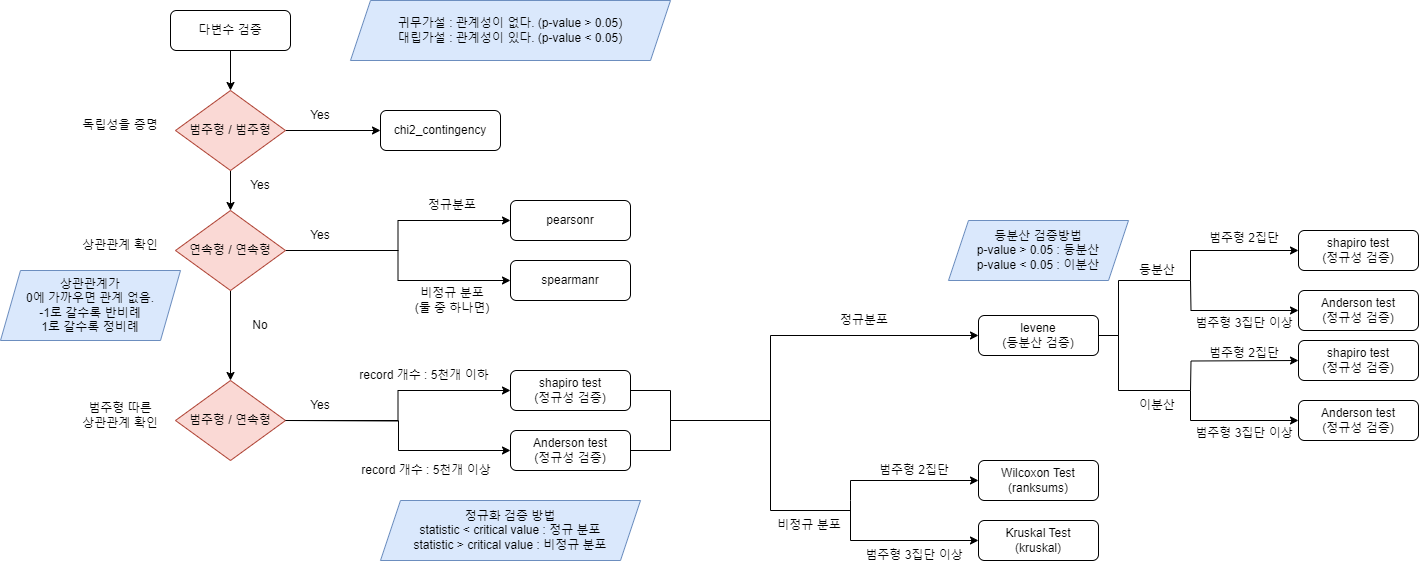 다변수 검증
귀무가설 : 관계성이 없다. (p-value > 0.05)
대립가설 : 관계성이 있다. (p-value < 0.05)
독립성을 증명
범주형 / 범주형
Yes
chi2_contingency
Yes
상관관계 확인
연속형 / 연속형
Yes
정규분포
pearsonr
spearmanr
비정규 분포
(둘 중 하나면)
상관관계가
0에 가까우면 관계 없음.
-1로 갈수록 반비례
1로 갈수록 정비례
No
범주형 따른
상관관계 확인
범주형 / 연속형
Yes
record 개수 : 5천개 이하
shapiro test
(정규성 검증)
Anderson test
(정규성 검증)
record 개수 : 5천개 이상
정규화 검증 방법
statistic < critical value : 정규 분포
statistic > critical value : 비정규 분포
정규분포
levene
(등분산 검증)
등분산 검증방법
p-value > 0.05 : 등분산
p-value < 0.05 : 이분산
등분산
범주형 2집단
shapiro test
(정규성 검증)
Anderson test
(정규성 검증)
범주형 3집단 이상
이분산
범주형 2집단
shapiro test
(정규성 검증)
Anderson test
(정규성 검증)
범주형 3집단 이상
비정규 분포
범주형 2집단
Wilcoxon Test
(ranksums)
Kruskal Test
(kruskal)
범주형 3집단 이상